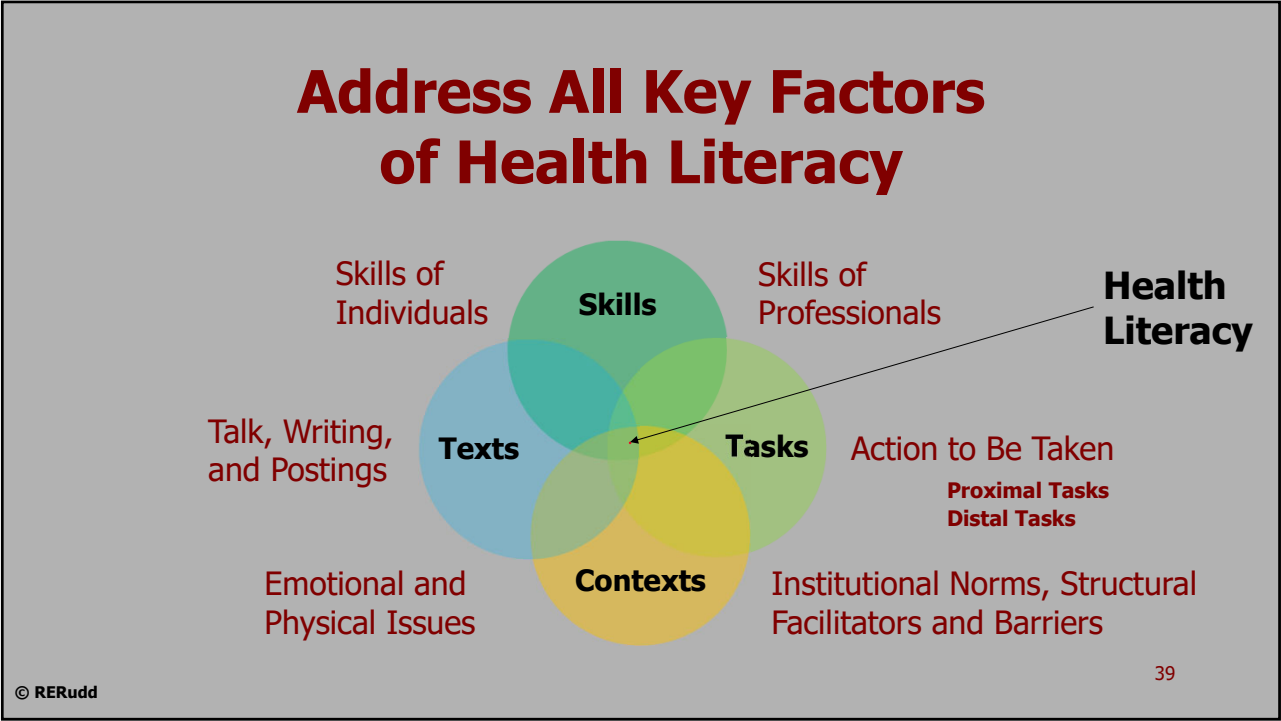 Address All Key Factors
of Health Literacy
Skills of
Individuals
Skills
Skills of
Professionals
Health
Literacy
Talk, Writing,
and Postings
Texts
Tasks
Action to Be Taken
Proximal Tasks
Distal Tasks
Emotional and
Physical Issues
Contexts
Institutional Norms, Structural
Facilitators and Barriers
39
© RERudd